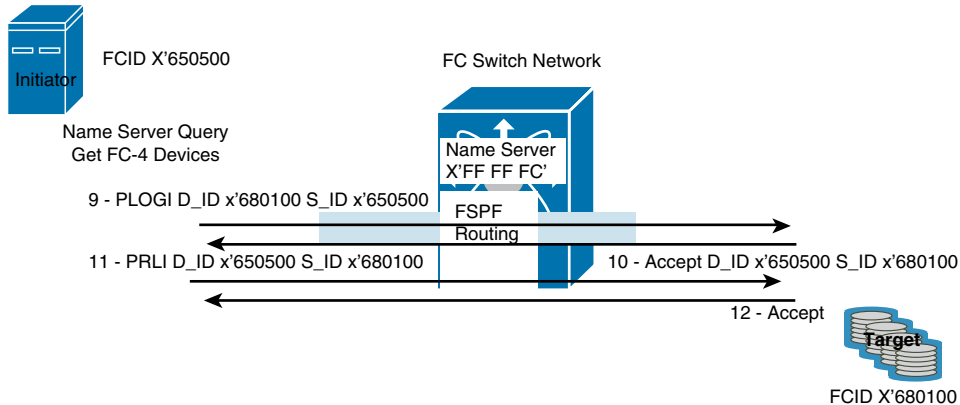 FCID X'650500
Initiator
FC Switch Network
Name Server Query
Get FC-4 Devices
Name Server
X'FF FF FC'
9 - PLOGI D_ID x'680100 S_ID x'650500
FSPF
Routing
11 - PRLI D_ID x'650500 S_ID x'680100
10 - Accept D_ID x'650500 S_ID x'680100
12 - Accept
Target
FCID X'680100